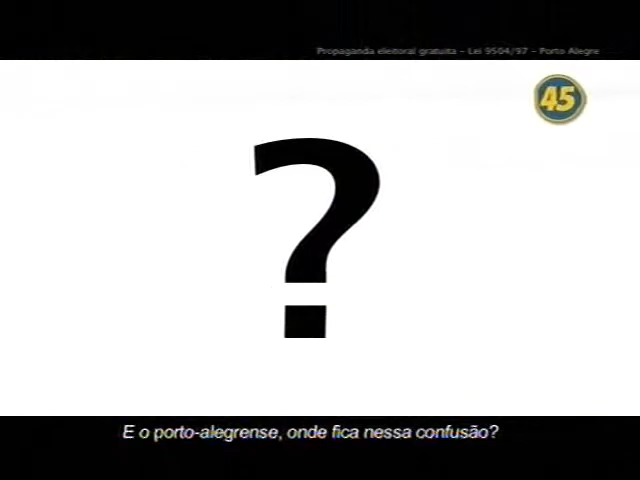 Propaganda eleitoral gratuita – Lei 9504/97 – Porto Alegre
45
?
E o porto-alegrense, onde fica nessa confusão?